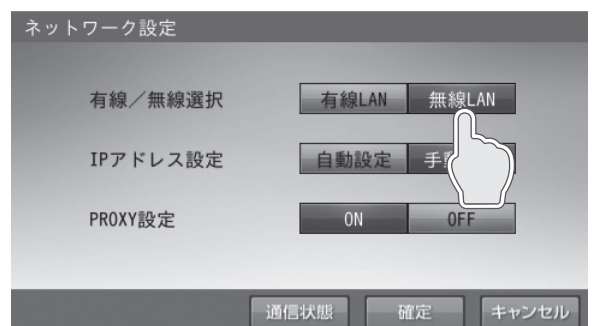 ネットワーク設定
有線／無線選択 有線LAN 無線LAN
IPアドレス設定 自動設定 手
PROXY設定 ON OFF
通信状態 確定 キャンセル